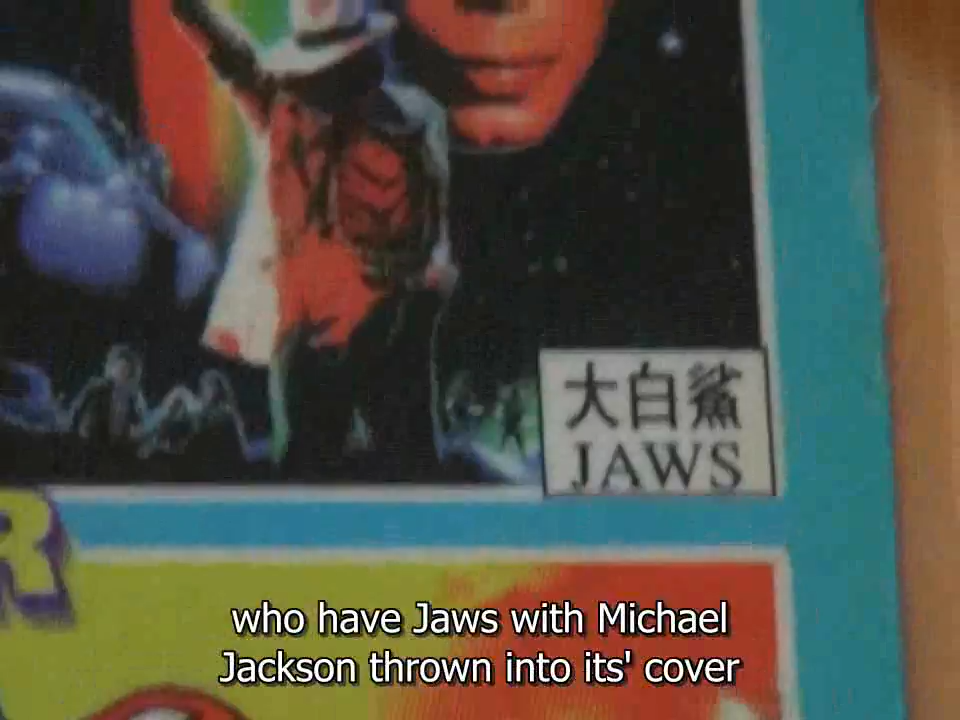 大白鯊
JAWS
R
who have Jaws with Michael
Jackson thrown into its' cover